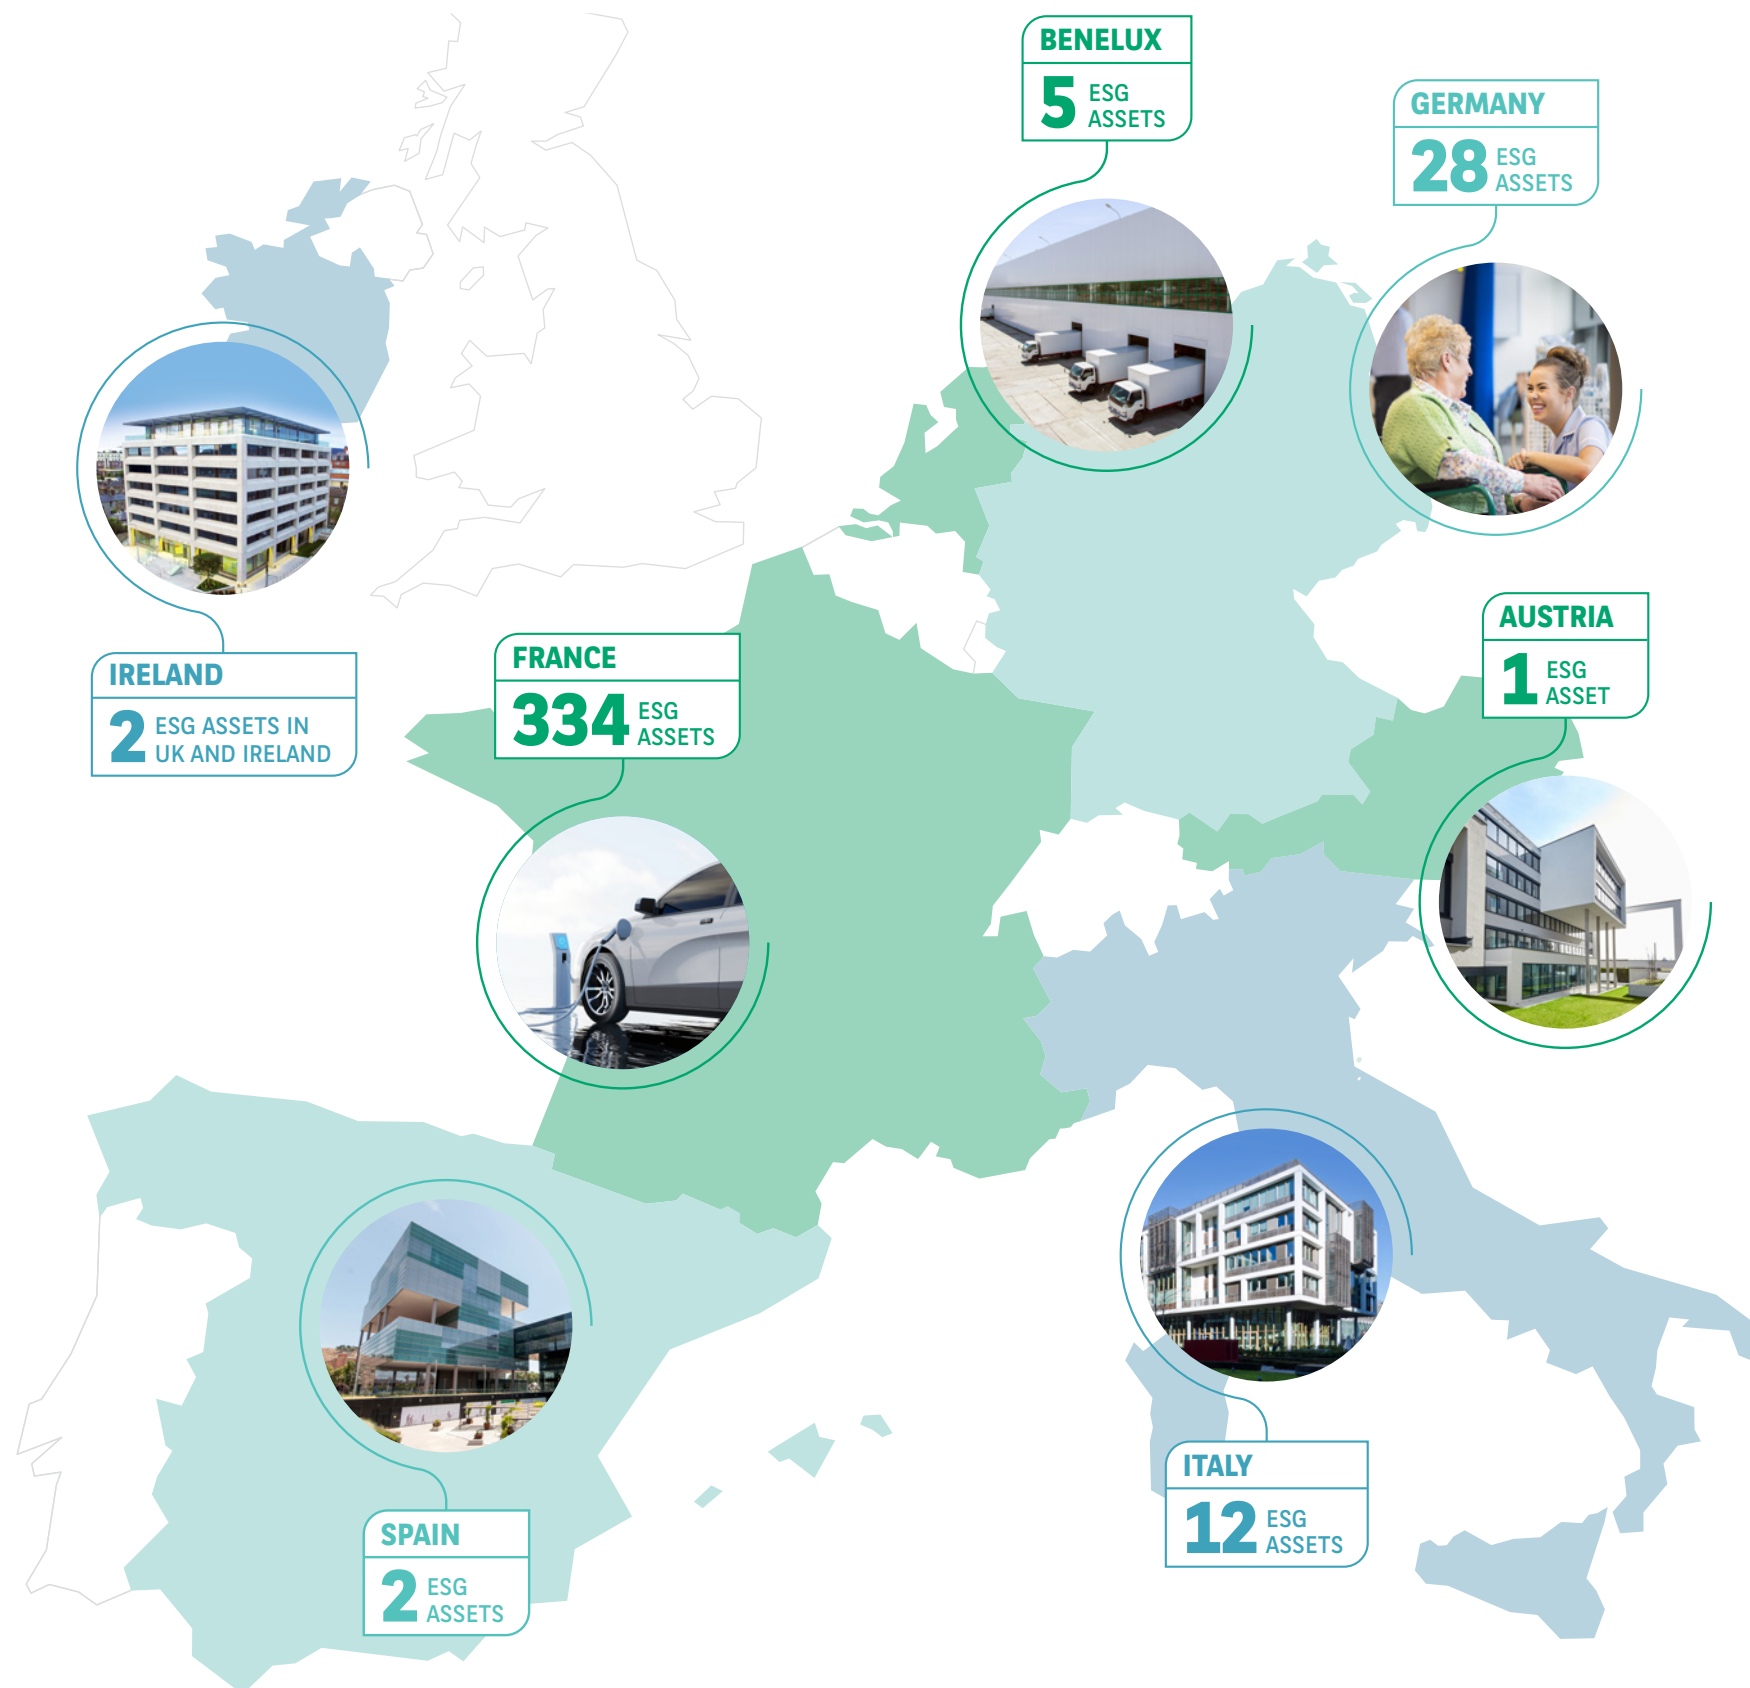 BENELUX
5 ESG
ASSETS
GERMANY
28 ESG
ASSETS
IRELAND
2 ESG ASSETS IN
UK AND IRELAND
FRANCE
334 ESG
ASSETS
AUSTRIA
1 ESG
ASSET
SPAIN
2 ESG
ASSETS
ITALY
12 ESG
ASSETS